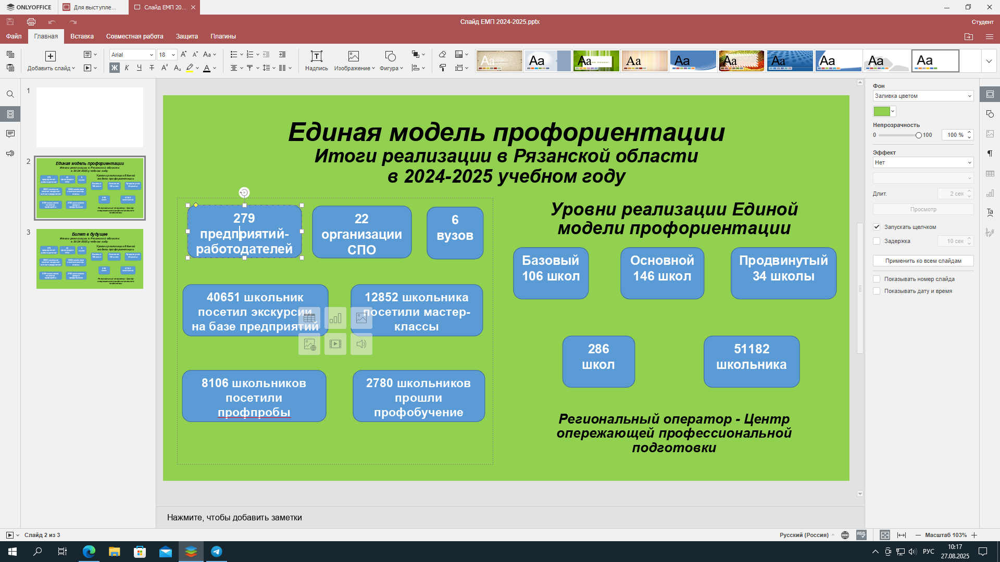 ONLYOFFICE
Для выступле...
Слайд ЕМП 20...
Слайд ЕМП 2024-2025.pptx
Студент
Файл
Главная
Вставка
Совместная работа
Защита
Плагины
Добавить слайд
Arial
18
Надпись
Изображение
Фигура
1
2
3
Единая модель профориентации
Итоги реализации в Рязанской области
в 2024-2025 учебном году
279
предприятий-
работодателей
22
организации
СПО
6
вузов
40651 школьник
посетил экскурсии
на базе предприятий
12852 школьника
посетили мастер-
классы
8106 школьников
посетили
профпробы
2780 школьников
прошли
профобучение
Уровни реализации Единой
модели профориентации
Базовый
106 школ
Основной
146 школ
Продвинутый
34 школы
286
школ
51182
школьника
Региональный оператор - Центр
опережающей профессиональной
подготовки
Билет в будущее
Нажмите, чтобы добавить заметки
Фон
Заливка цветом
Непрозрачность
0
100
100 %
Эффект
Нет
Длит.
2 сек
Просмотр
Запускать щелчком
Задержка
10 сек
Применить ко всем слайдам
Показывать номер слайда
Показывать дату и время
Слайд 2 из 3
Русский (Россия)
Масштаб 103%
РУС
10:17
27.08.2025